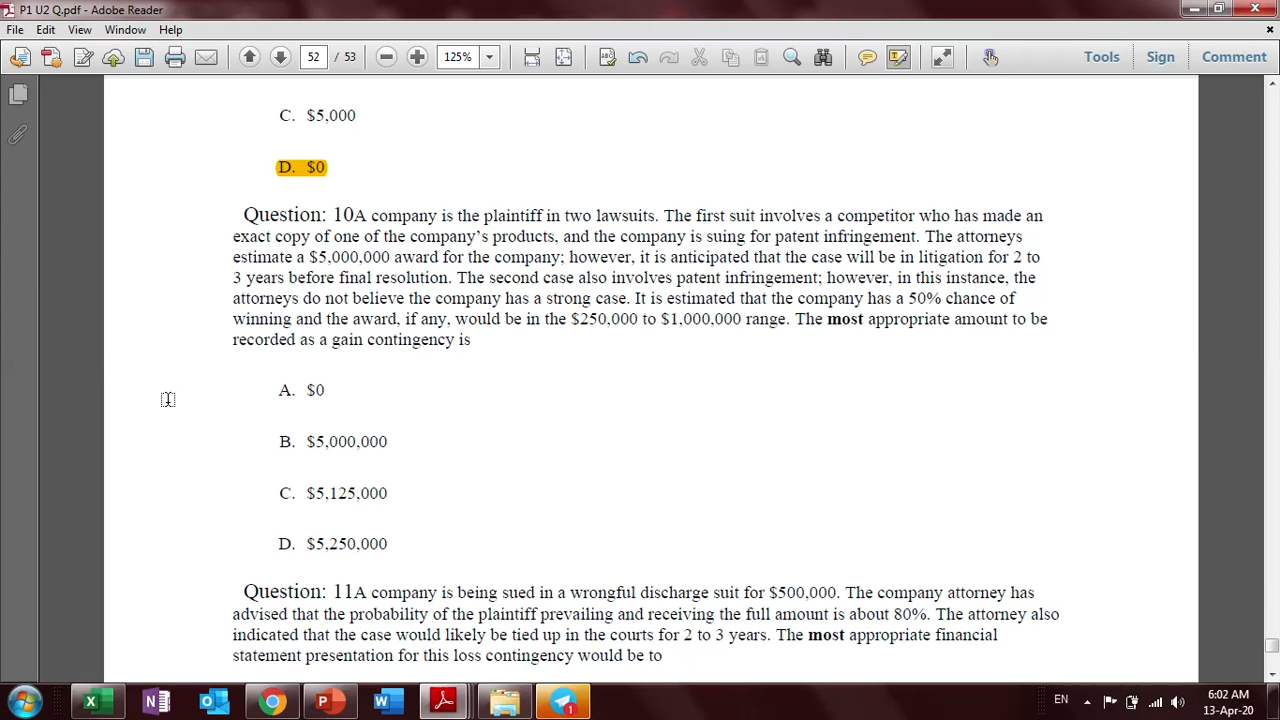 P1 U2 Q.pdf - Adobe Reader
File Edit View Window Help
52 / 53 125% Tools Sign Comment
C. $5,000
D. $0
Question: 10A company is the plaintiff in two lawsuits. The first suit involves a competitor who has made an
exact copy of one of the company’s products, and the company is suing for patent infringement. The attorneys
estimate a $5,000,000 award for the company; however, it is anticipated that the case will be in litigation for 2 to
3 years before final resolution. The second case also involves patent infringement; however, in this instance, the
attorneys do not believe the company has a strong case. It is estimated that the company has a 50% chance of
winning and the award, if any, would be in the $250,000 to $1,000,000 range. The most appropriate amount to be
recorded as a gain contingency is
A. $0
B. $5,000,000
C. $5,125,000
D. $5,250,000
Question: 11A company is being sued in a wrongful discharge suit for $500,000. The company attorney has
advised that the probability of the plaintiff prevailing and receiving the full amount is about 80%. The attorney also
indicated that the case would likely be tied up in the courts for 2 to 3 years. The most appropriate financial
statement presentation for this loss contingency would be to
EN 6:02 AM
13-Apr-20